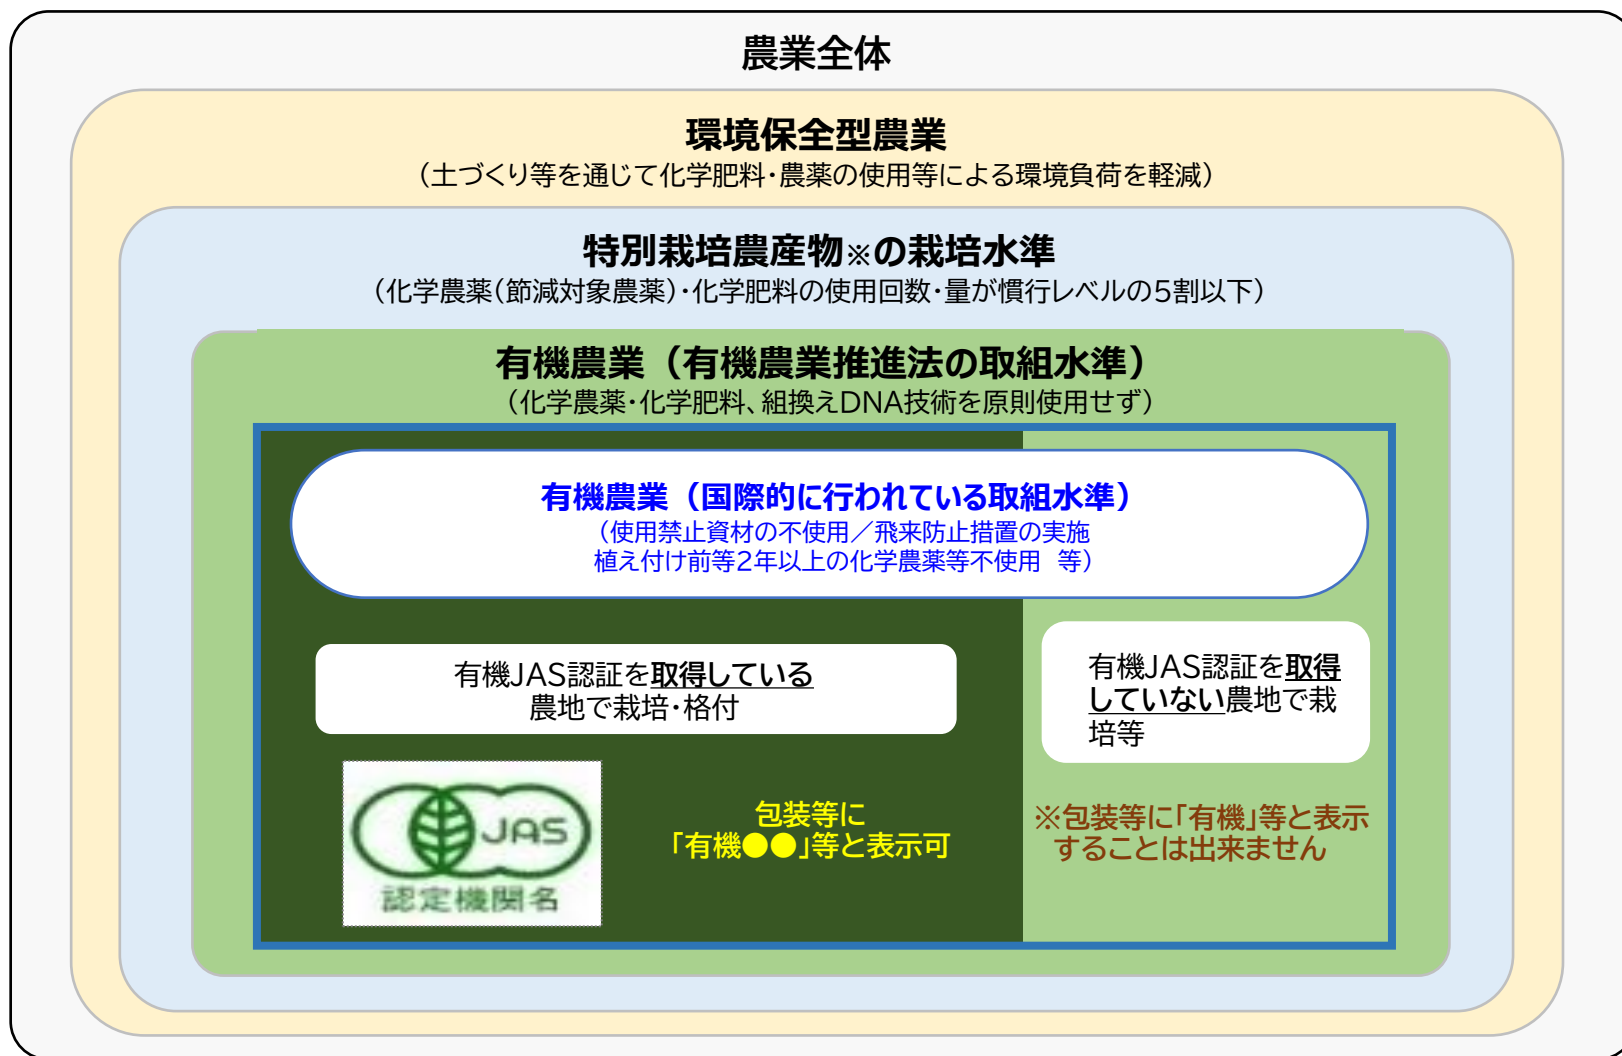 農業全体
環境保全型農業
（土づくり等を通じて化学肥料・農薬の使用等による環境負荷を軽減）
特別栽培農産物※の栽培水準
（化学農薬（節減対象農薬）・化学肥料の使用回数・量が慣行レベルの5割以下）
有機農業（有機農業推進法の取組水準）
（化学農薬・化学肥料、組換えDNA技術を原則使用せず）
有機農業（国際的に行われている取組水準）
（使用禁止資材の不使用／飛来防止措置の実施
植え付け前等2年以上の化学農薬等不使用　等）
有機JAS認証を取得している
農地で栽培・格付
有機JAS認証を取得
していない農地で栽
培等
JAS
認定機関名
包装等に
「有機●●」等と表示可
※包装等に「有機」等と表示
することは出来ません